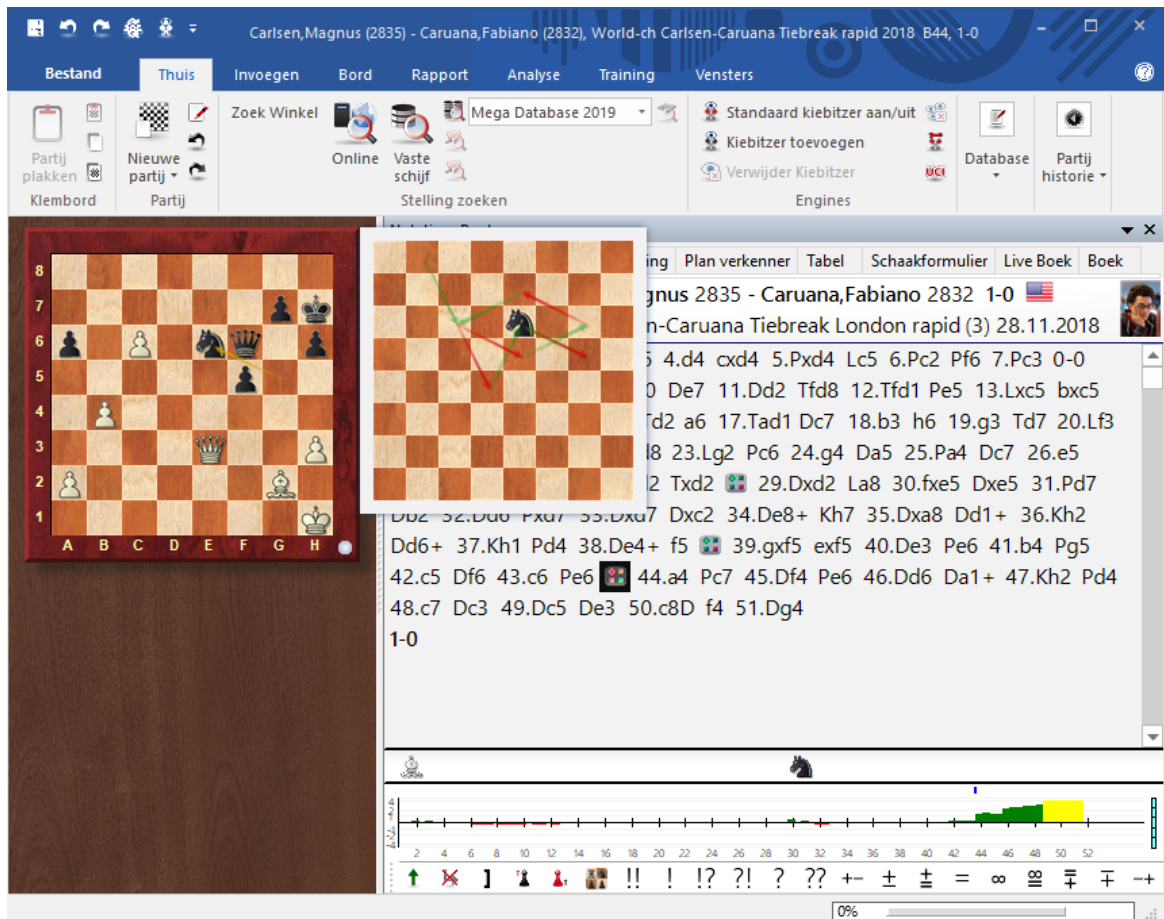 Carlsen,Magnus (2835) - Caruana,Fabiano (2832), World-ch Carlsen-Caruana Tiebreak rapid 2018 B44, 1-0
Bestand Thuis Invoegen Bord Rapport Analyse Training Vensters
Partij plakken
Klembord
Nieuwe partij
Partij
Zoek Winkel
Online
Vaste schijf
Mega Database 2019
Stelling zoeken
Standaard kiebitzer aan/uit
Kiebitzer toevoegen
Verwijder Kiebitzer
UCI
Engines
Database
Partij historie
8
7
6
5
4
3
2
1
A B C D E F G H
Plan verkenner Tabel Schaakformulier Live Boek Boek
2835 - Caruana,Fabiano 2832 1-0
Caruana Tiebreak London rapid (3) 28.11.2018
4.d4 cxd4 5.Pxd4 Lc5 6.Pc2 Pf6 7.Pc3 0-0
De7 11.Dd2 Tfd8 12.Tfd1 Pe5 13.Lxc5 bxc5
a6 17.Tad1 Dc7 18.b3 h6 19.g3 Td7 20.Lf3
23.Lg2 Pc6 24.g4 Da5 25.Pa4 Dc7 26.e5
Txd2 29.Dxd2 La8 30.fxe5 Dxe5 31.Pd7
Db2 32.Dd6 Pxd7 33.Dxd7 Dxc2 34.De8+ Kh7 35.Dxa8 Dd1+ 36.Kh2
Dd6+ 37.Kh1 Pd4 38.De4+ f5 39.gxf5 exf5 40.De3 Pe6 41.b4 Pg5
42.c5 Df6 43.c6 Pe6 44.a4 Pc7 45.Df4 Pe6 46.Dd6 Da1+ 47.Kh2 Pd4
48.c7 Dc3 49.Dc5 De3 50.c8D f4 51.Dg4
1-0
2 4 6 8 10 12 14 16 18 20 22 24 26 28 30 32 34 36 38 40 42 44 46 48 50 52
] !! ! !? ?! ? ?? +− ± ⩲ = ∞ ∓ −+
0%